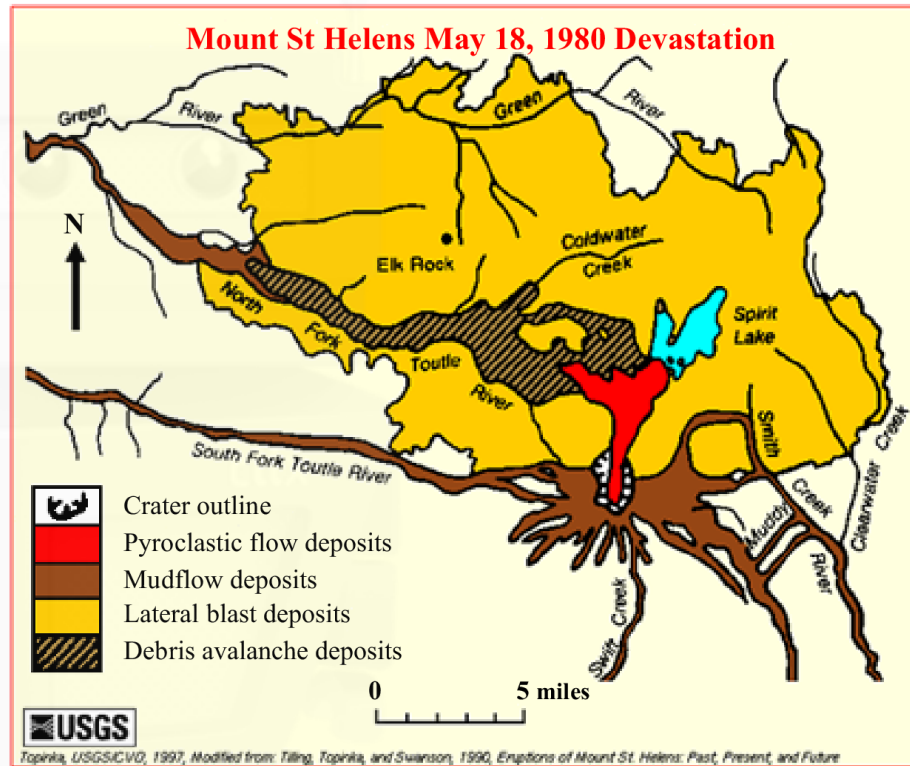 Mount St Helens May 18, 1980 Devastation
Green
River
Green
River
N
Elk Rock
Coldwater
Creek
North
Fork
Toutle
River
Spirit
Lake
South Fork Toutle River
Smith
Creek
Muddy
River
Clearwater Creek
Swift Creek
Crater outline
Pyroclastic flow deposits
Mudflow deposits
Lateral blast deposits
Debris avalanche deposits
0 5 miles
USGS
Topinka, USGS/CVO, 1997, Modified from: Tilling, Topinka, and Swanson, 1990, Eruptions of Mount St. Helens: Past, Present, and Future